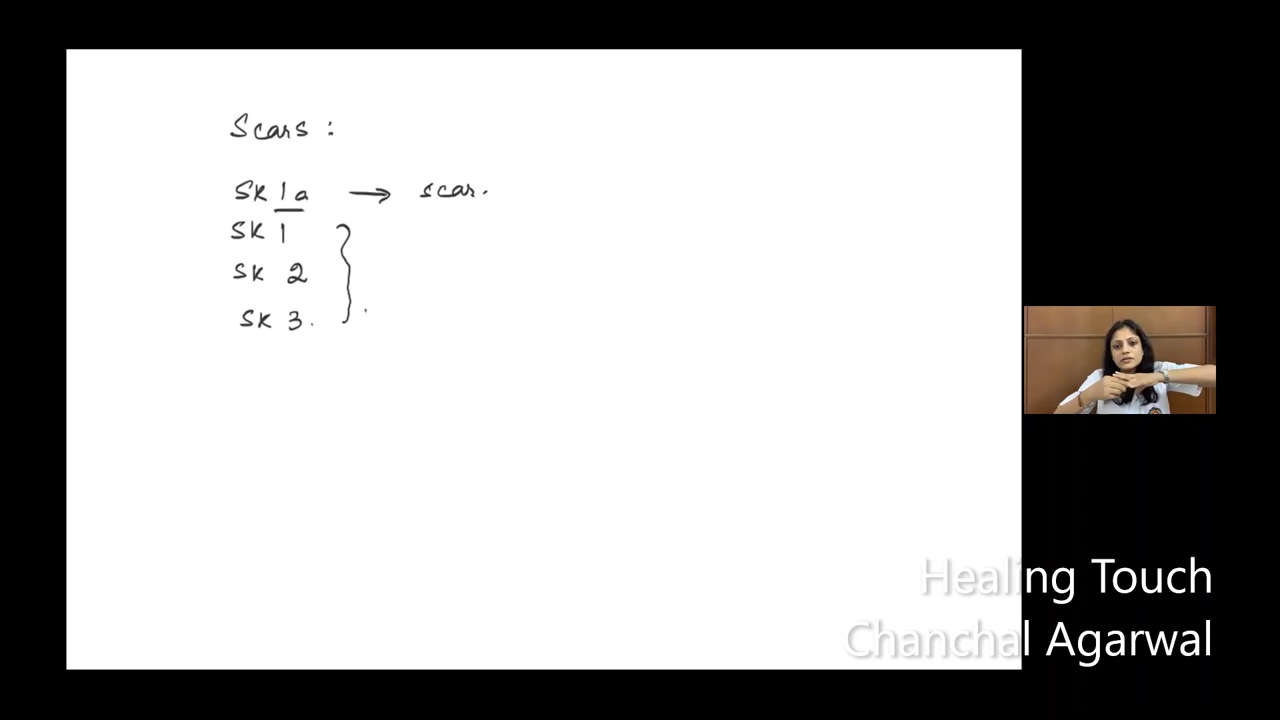 Scars :
SK 1a → scar.
SK 1
SK 2
SK 3.
Healing Touch
Chanchal Agarwal